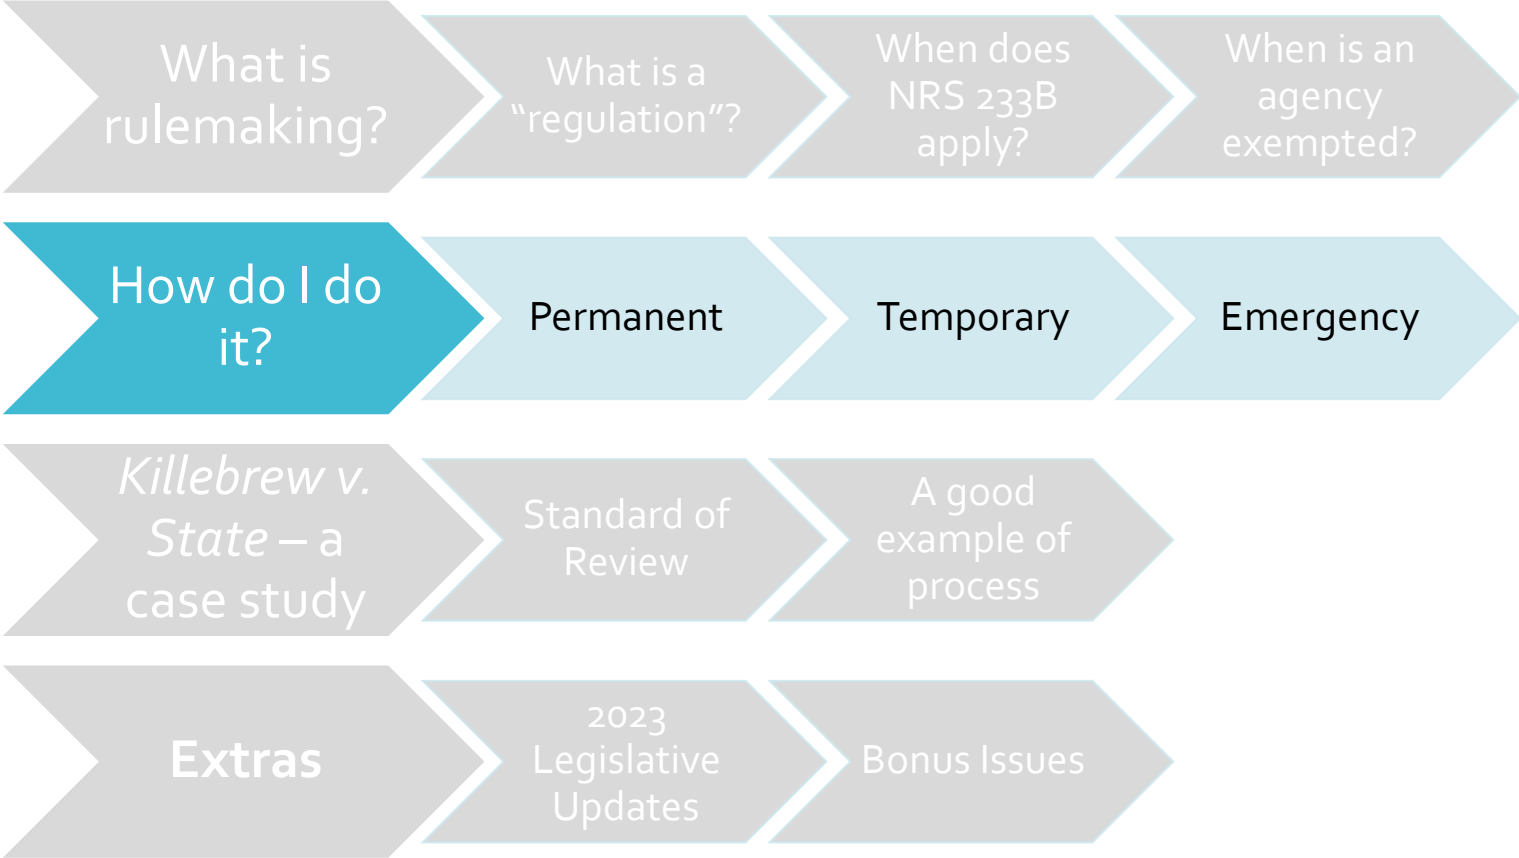 What is
rulemaking?
What is a
“regulation”?
When does
NRS 233B
apply?
When is an
agency
exempted?
How do I do
it?
Permanent
Temporary
Emergency
Killebrew v.
State – a
case study
Standard of
Review
A good
example of
process
Extras
2023
Legislative
Updates
Bonus Issues